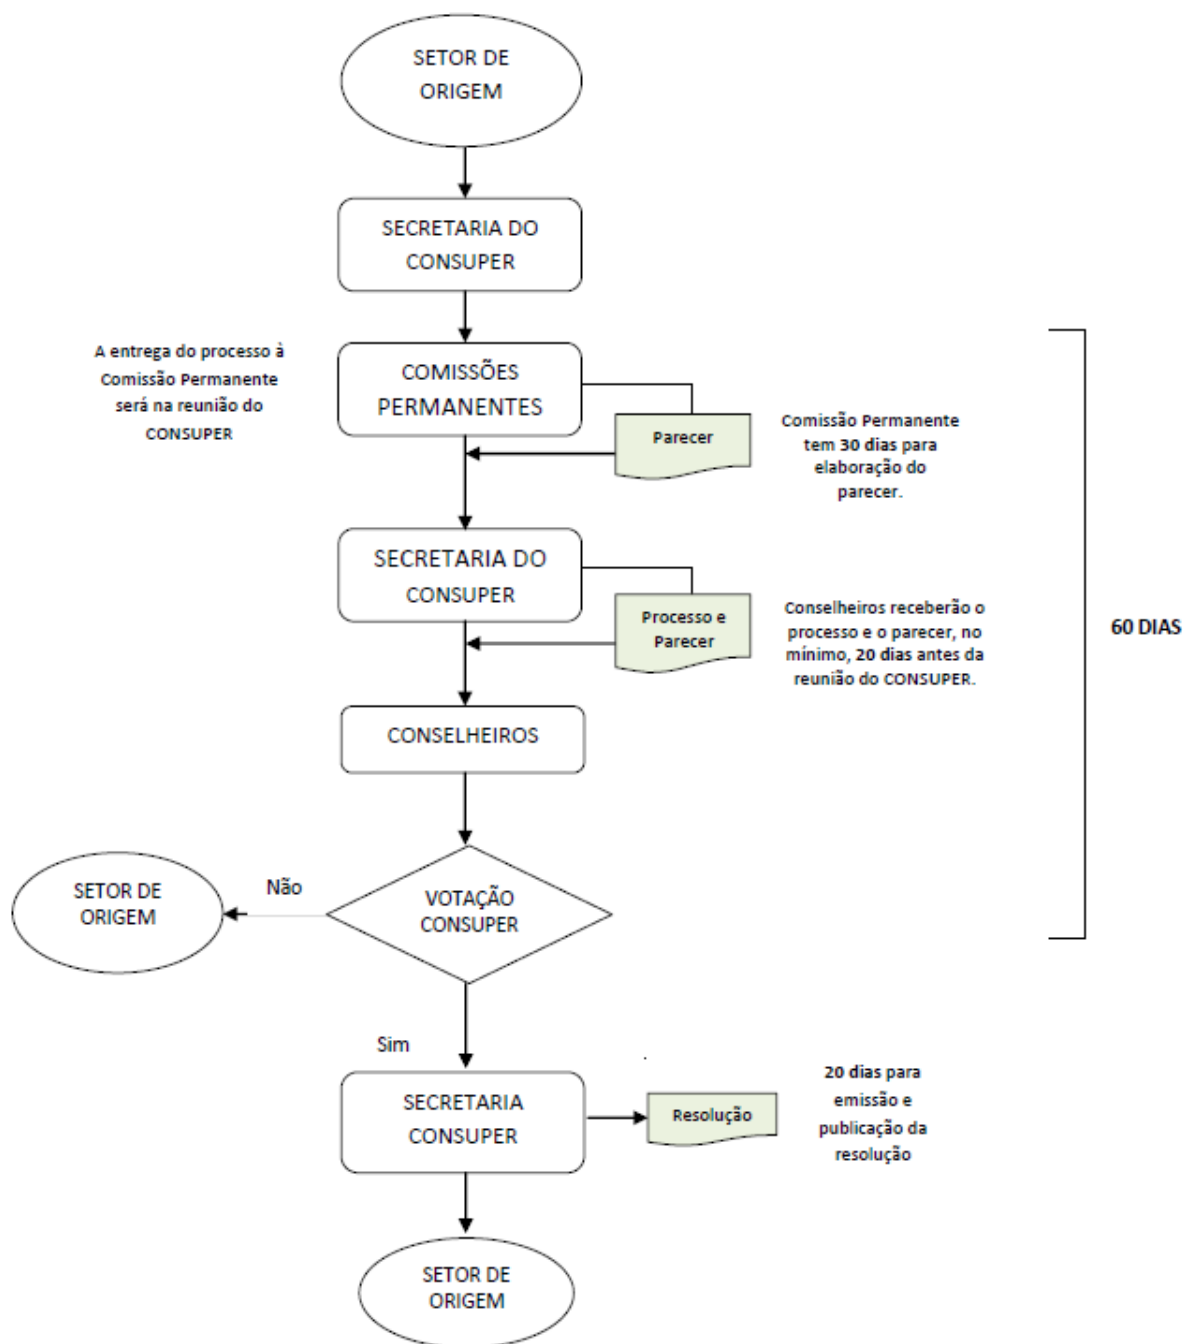 SETOR DE
ORIGEM
SECRETARIA DO
CONSUPER
A entrega do processo à
Comissão Permanente
será na reunião do
CONSUPER
COMISSÕES
PERMANENTES
Parecer
Comissão Permanente
tem 30 dias para
elaboração do
parecer.
SECRETARIA DO
CONSUPER
Processo e
Parecer
Conselheiros receberão o
processo e o parecer, no
mínimo, 20 dias antes da
reunião do CONSUPER.
60 DIAS
CONSELHEIROS
VOTAÇÃO
CONSUPER
Não
SETOR DE
ORIGEM
Sim
SECRETARIA
CONSUPER
Resolução
20 dias para
emissão e
publicação da
resolução
SETOR DE
ORIGEM